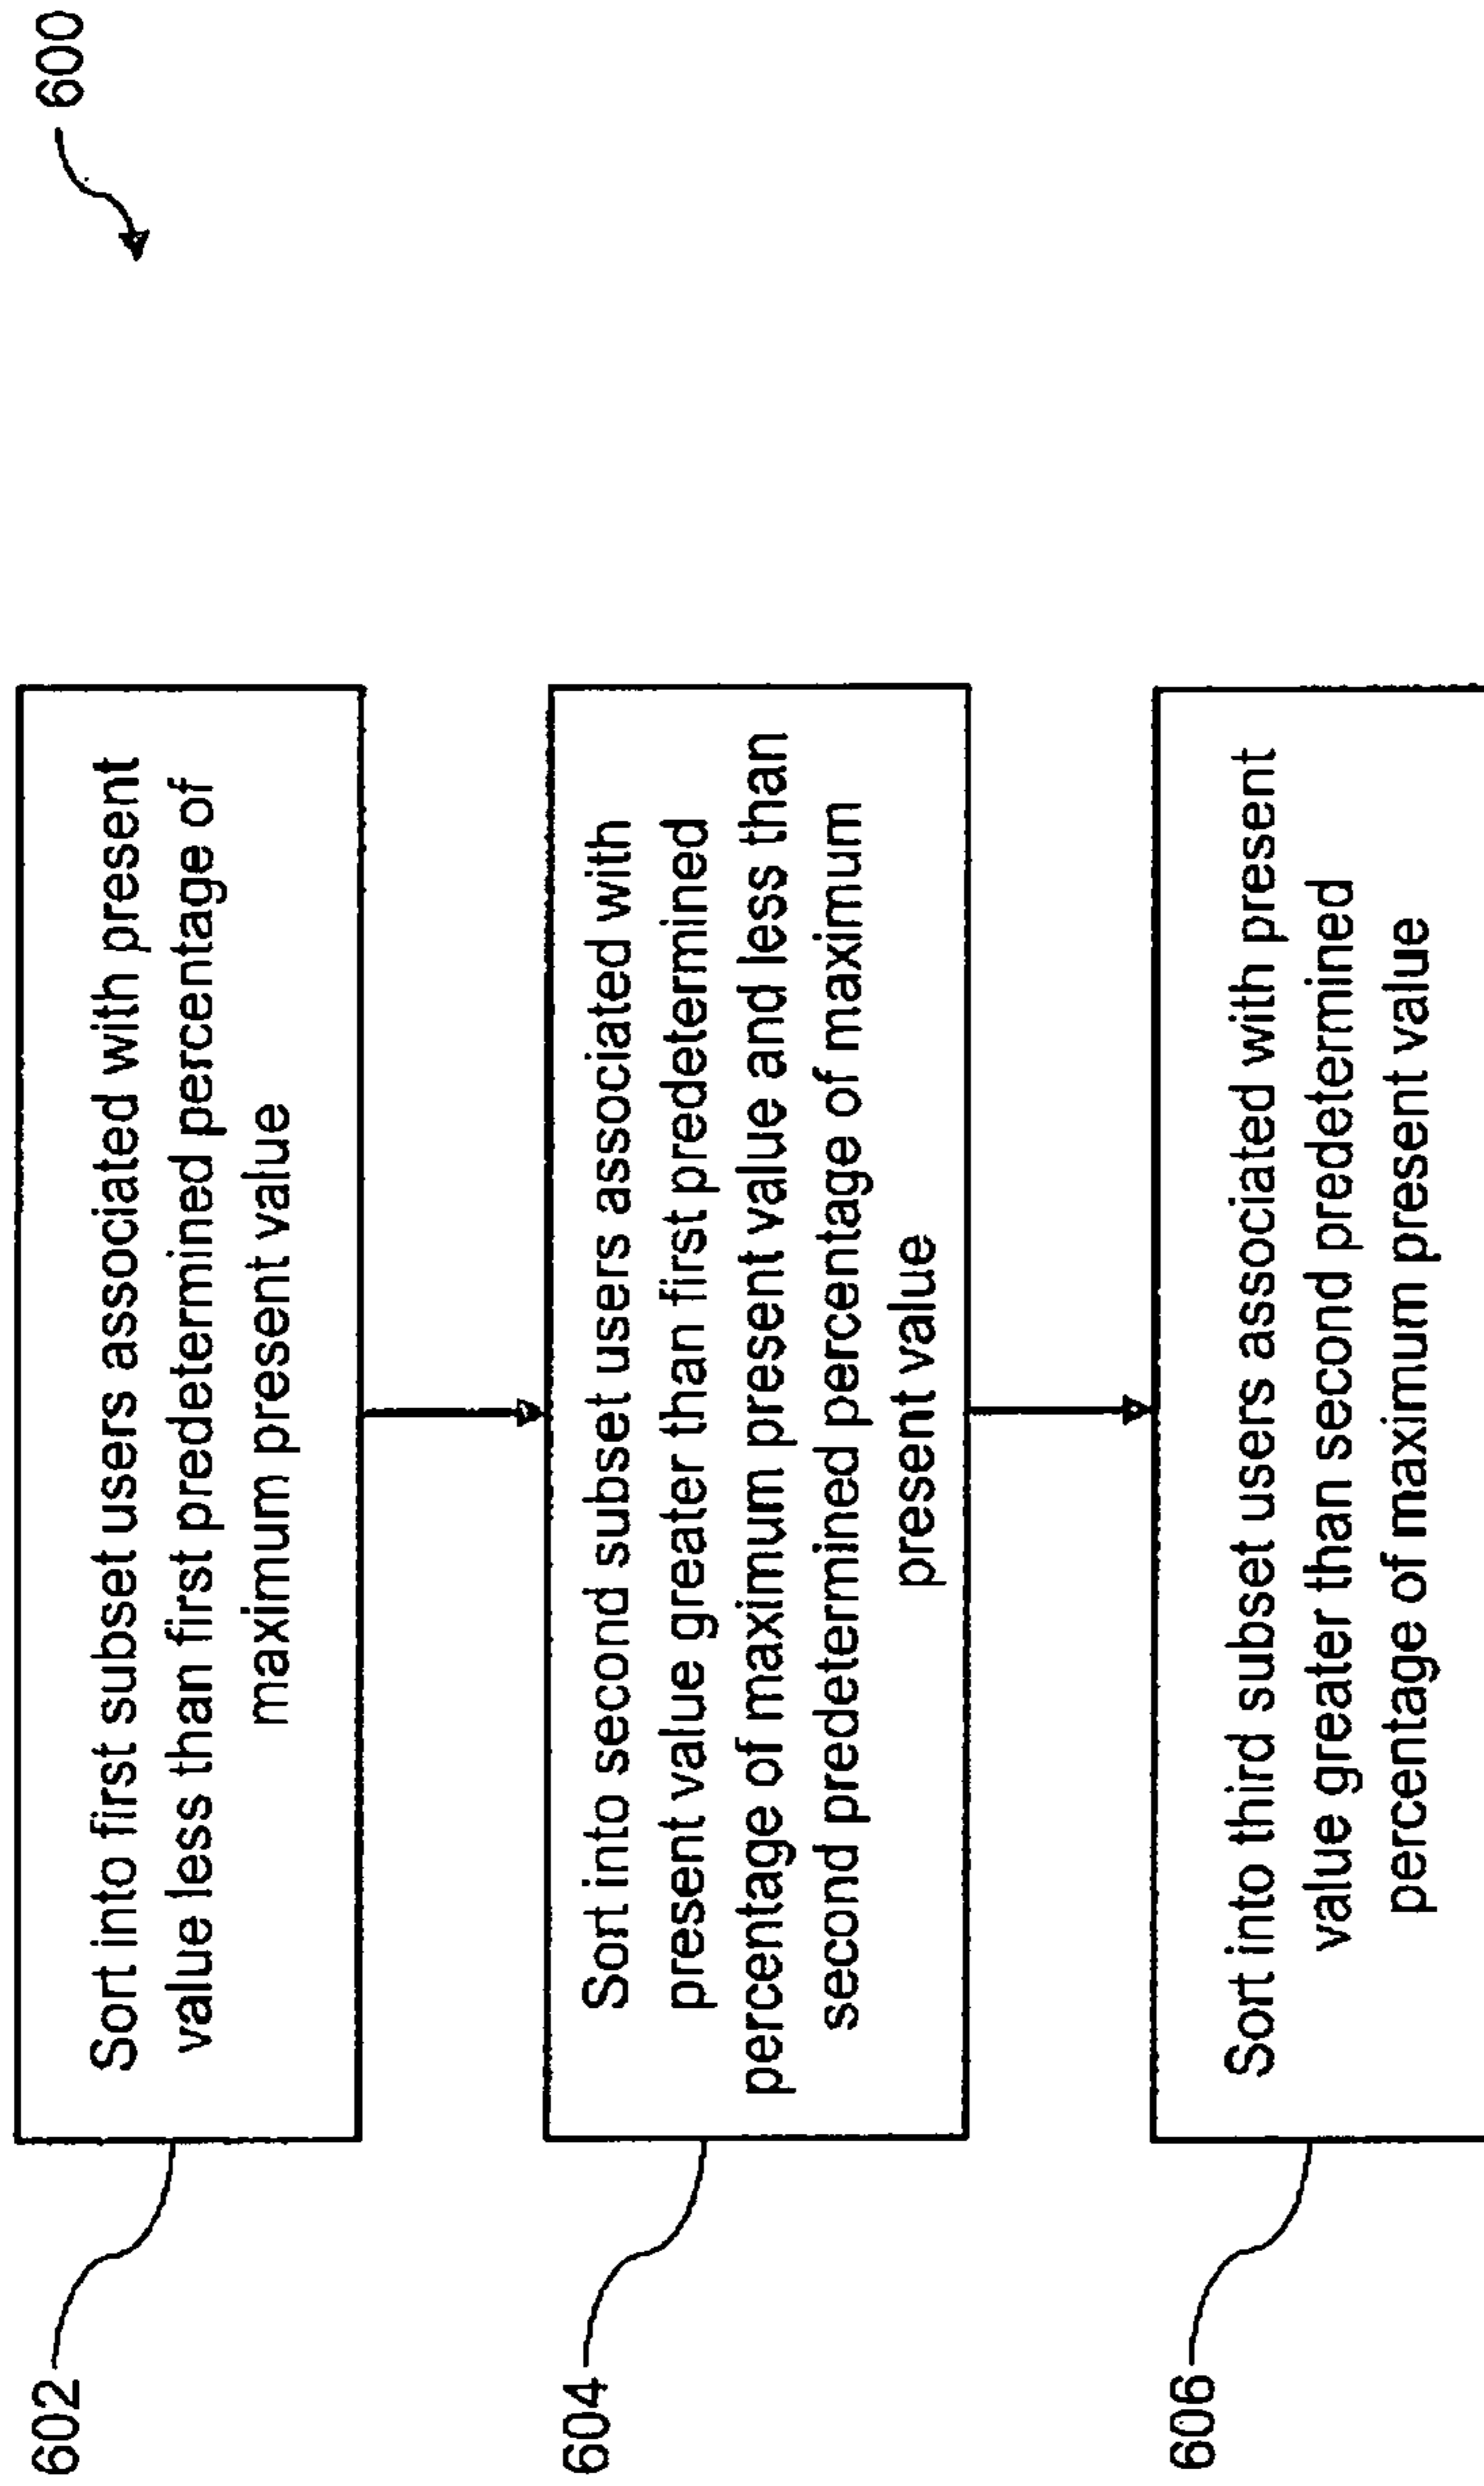 600
602
Sort into first subset users associated with present
value less than first predetermined percentage of
maximum present value
604
Sort into second subset users associated with
present value greater than first predetermined
percentage of maximum present value and less than
second predetermined percentage of maximum
present value
606
Sort into third subset users associated with present
value greater than second predetermined
percentage of maximum present value